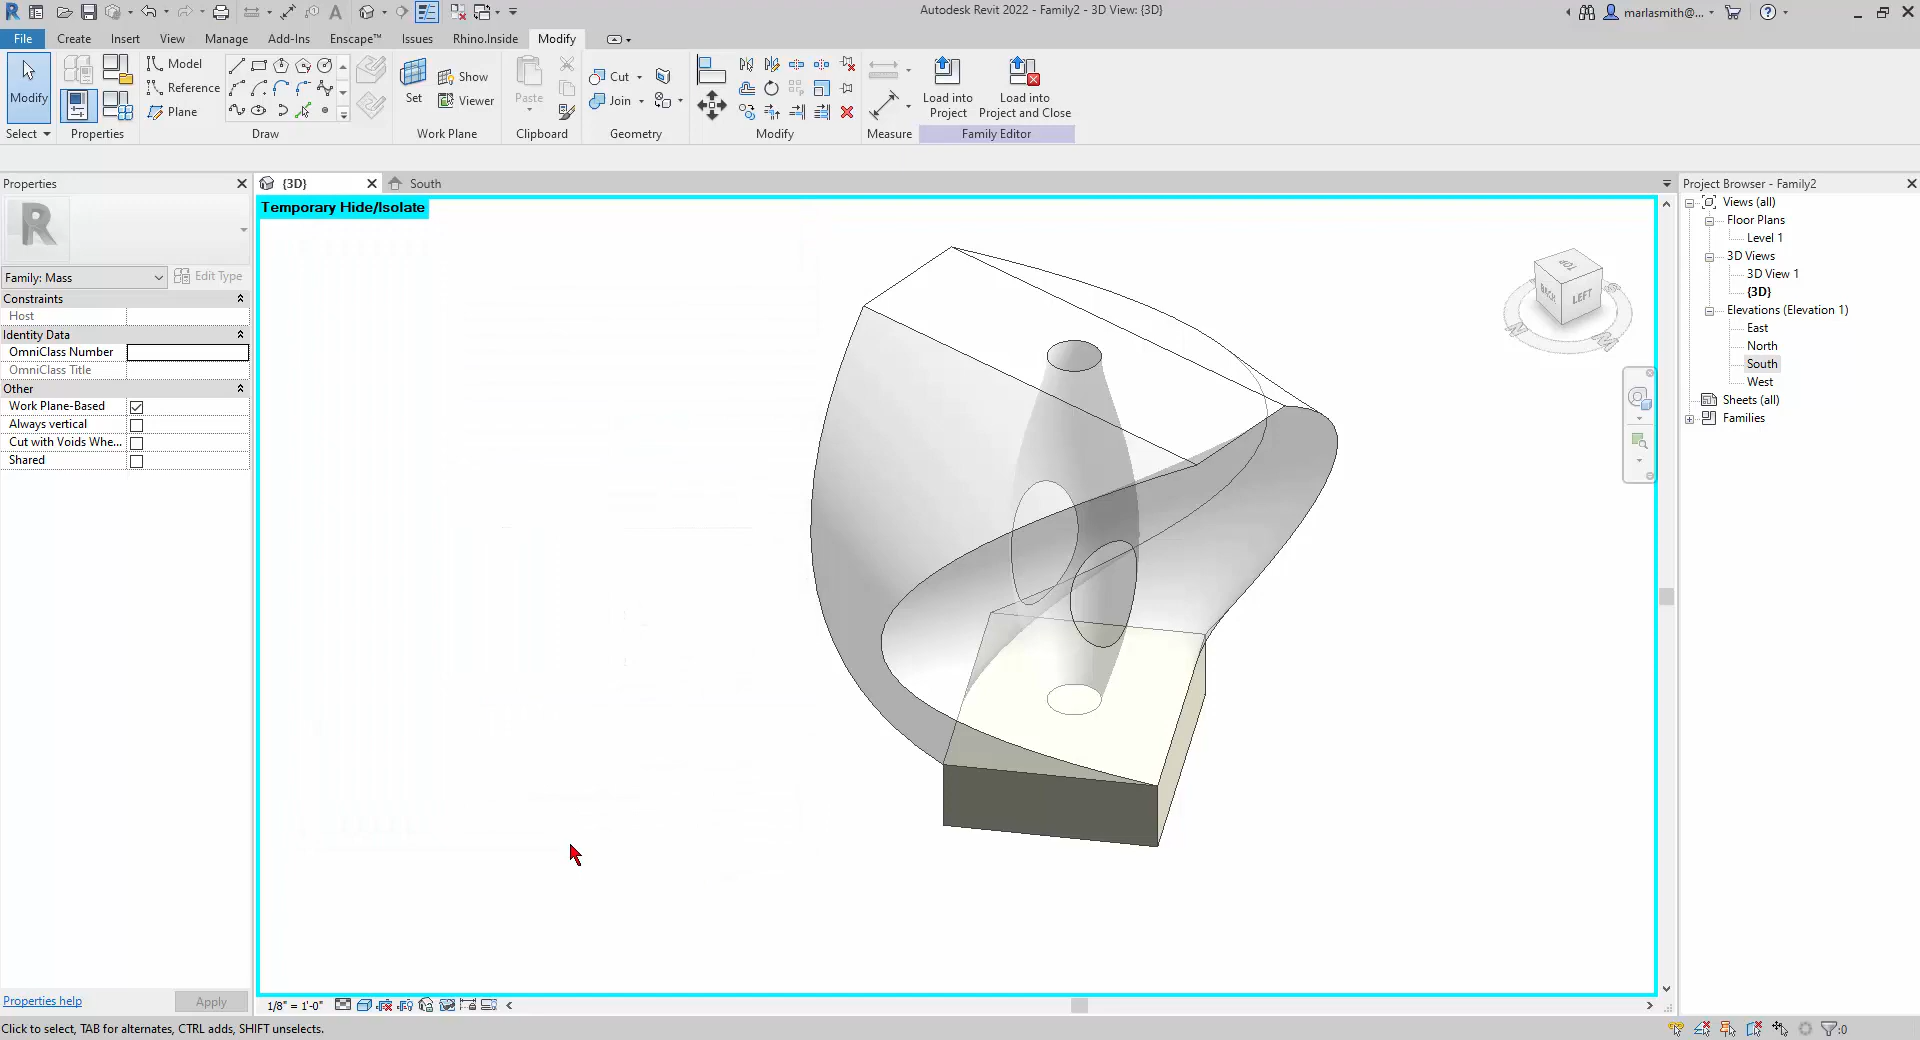 Autodesk Revit 2022 - Family2 - 3D View: {3D}
marlasmith@...
File
Create
Insert
View
Manage
Add-Ins
Enscape™
Issues
Rhino.Inside
Modify
Modify
Select
Properties
Model
Reference
Plane
Draw
Set
Show
Viewer
Work Plane
Paste
Clipboard
Cut
Join
Geometry
Modify
Measure
Load into
Project
Load into
Project and Close
Family Editor
Properties
{3D}
South
Project Browser - Family2
Temporary Hide/Isolate
R
Family: Mass
Edit Type
Constraints
Host
Identity Data
OmniClass Number
OmniClass Title
Other
Work Plane-Based
Always vertical
Cut with Voids Whe...
Shared
TOP
BACK
LEFT
Views (all)
Floor Plans
Level 1
3D Views
3D View 1
{3D}
Elevations (Elevation 1)
East
North
South
West
Sheets (all)
Families
Properties help
Apply
1/8" = 1'-0"
Click to select, TAB for alternates, CTRL adds, SHIFT unselects.
:0